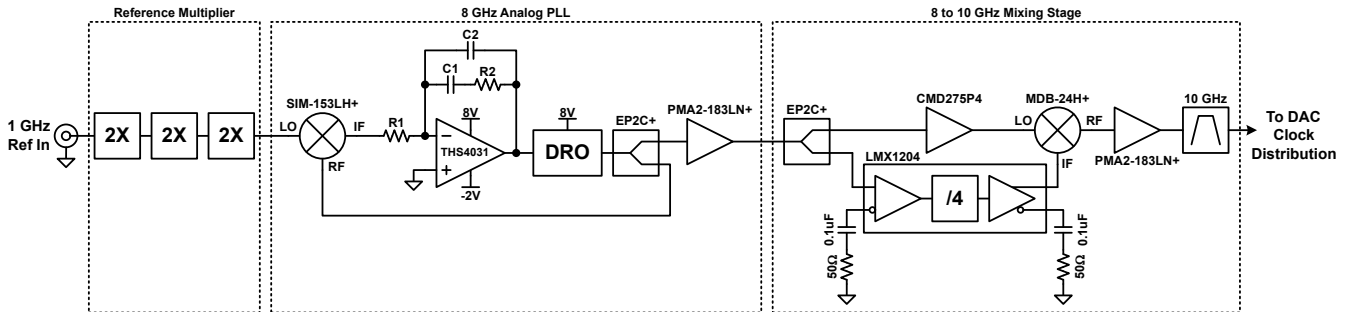 Reference Multiplier
8 GHz Analog PLL
8 to 10 GHz Mixing Stage
1 GHz
Ref In
2X
2X
2X
SIM-153LH+
LO
IF
RF
R1
C2
C1
R2
8V
THS4031
-2V
8V
DRO
EP2C+
PMA2-183LN+
EP2C+
CMD275P4
LMX1204
/4
0.1uF
50Ω
0.1uF
50Ω
MDB-24H+
LO
RF
IF
PMA2-183LN+
10 GHz
To DAC
Clock
Distribution